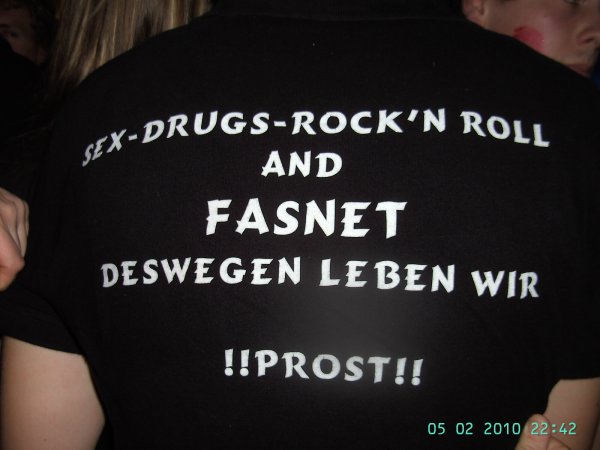 SEX-DRUGS-ROCK'N ROLL
AND
FASNET
DESWEGEN LEBEN WIR
!!PROST!!
05 02 2010 22:42